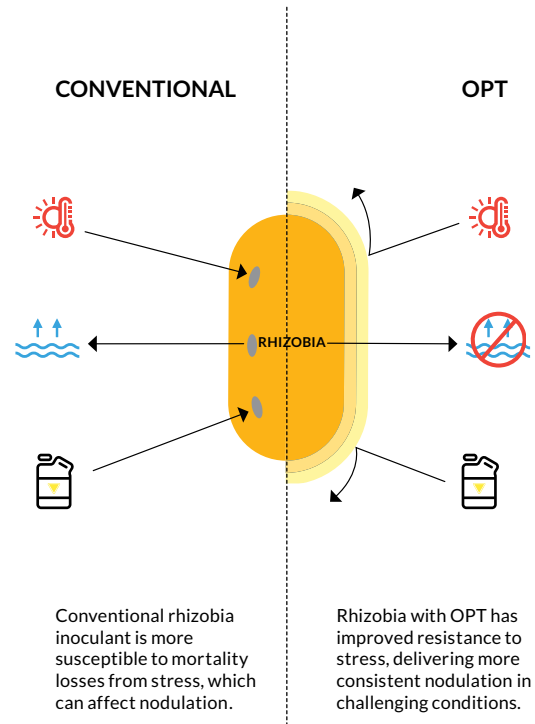 CONVENTIONAL
OPT
RHIZOBIA
Conventional rhizobia
inoculant is more
susceptible to mortality
losses from stress, which
can affect nodulation.
Rhizobia with OPT has
improved resistance to
stress, delivering more
consistent nodulation in
challenging conditions.